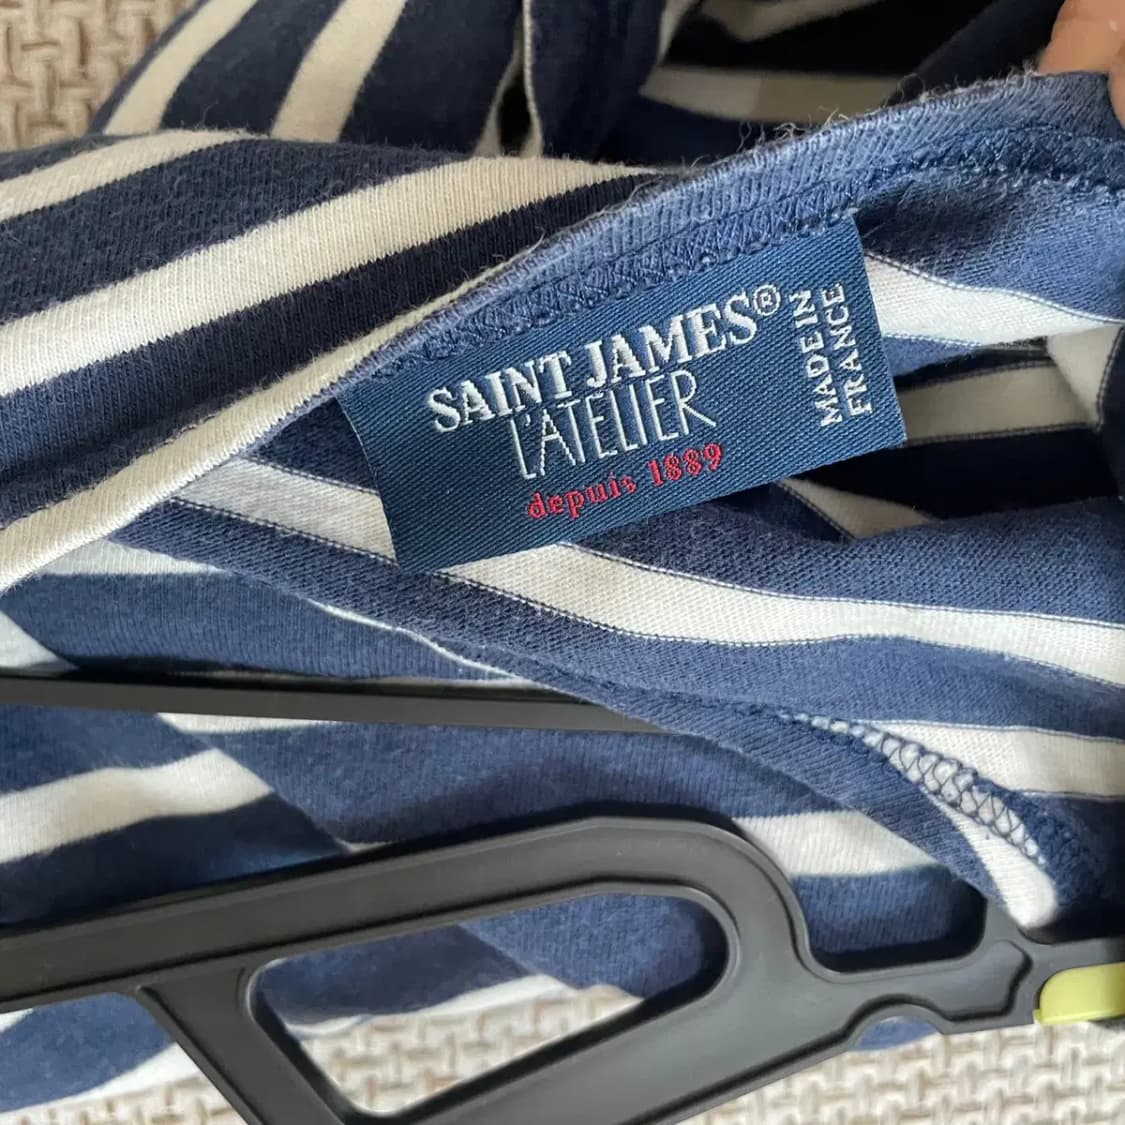 SAINT JAMES®
L'ATELIER
depuis 1889
MADE IN
FRANCE